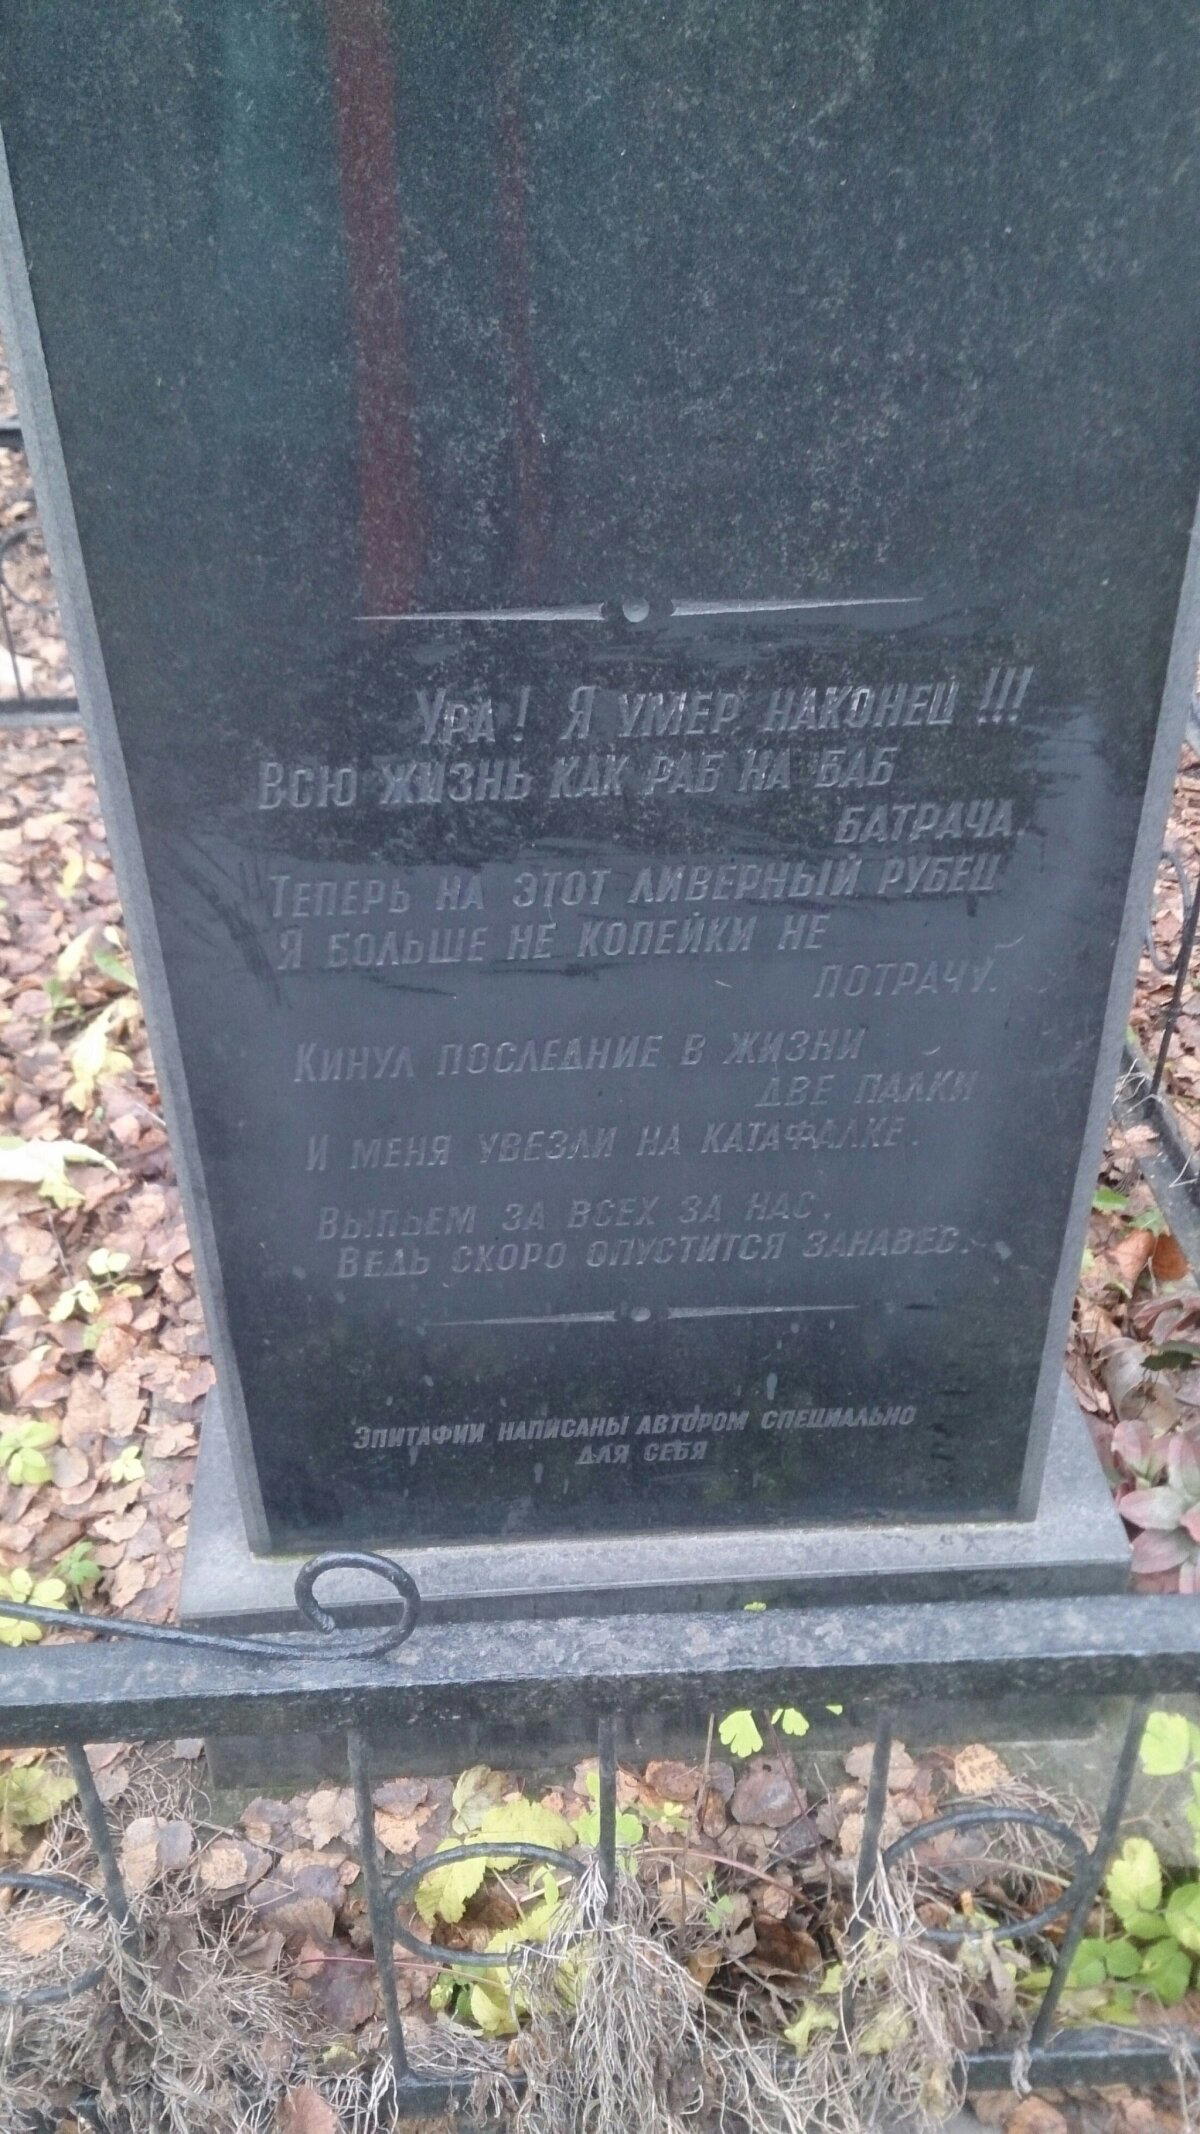 Ура! Я умер наконец!!!
Всю жизнь как раб на баб
батрача.
Теперь на этот ливерный рубец
Я больше не копейки не
потрачу.
Кинул последние в жизни
две палки
И меня увезли на катафалке.
Выпьем за всех за нас,
Ведь скоро опустится занавес.
Эпитафии написаны автором специально
для себя